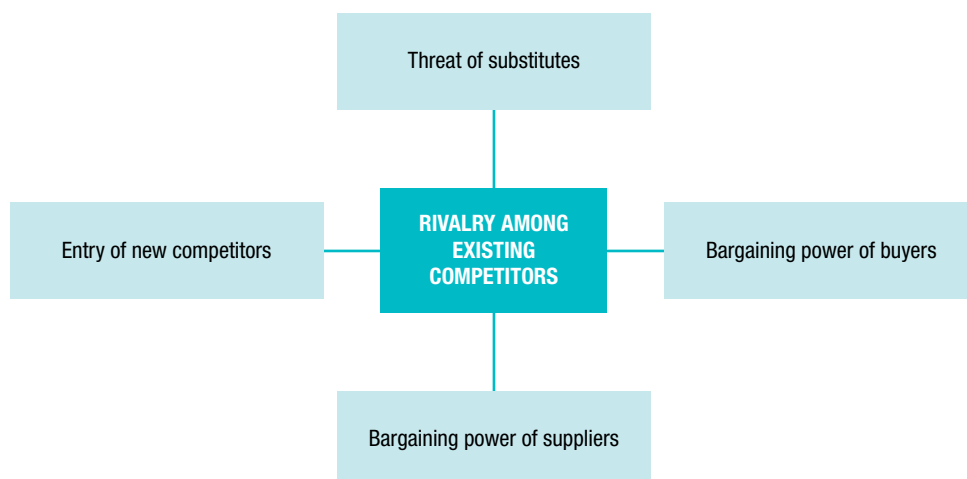 Threat of substitutes
Entry of new competitors
RIVALRY AMONG
EXISTING
COMPETITORS
Bargaining power of buyers
Bargaining power of suppliers